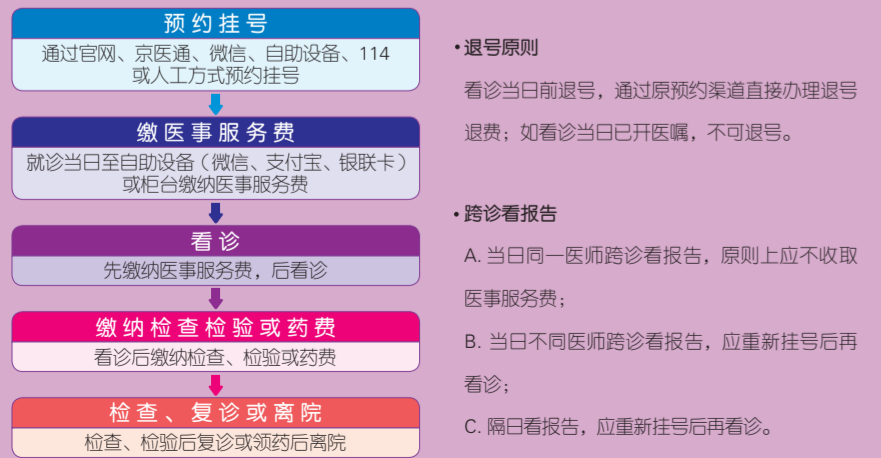 预约挂号
通过官网、京医通、微信、自助设备、114
或人工方式预约挂号
缴医事服务费
就诊当日至自助设备（微信、支付宝、银联卡）
或柜台缴纳医事服务费
看诊
先缴纳医事服务费，后看诊
缴纳检查检验或药费
看诊后缴纳检查、检验或药费
检查、复诊或离院
检查、检验后复诊或领药后离院
•退号原则
看诊当日前退号，通过原预约渠道直接办理退号
退费；如看诊当日已开医嘱，不可退号。
•跨诊看报告
A. 当日同一医师跨诊看报告，原则上应不收取
医事服务费；
B. 当日不同医师跨诊看报告，应重新挂号后再
看诊；
C. 隔日看报告，应重新挂号后再看诊。